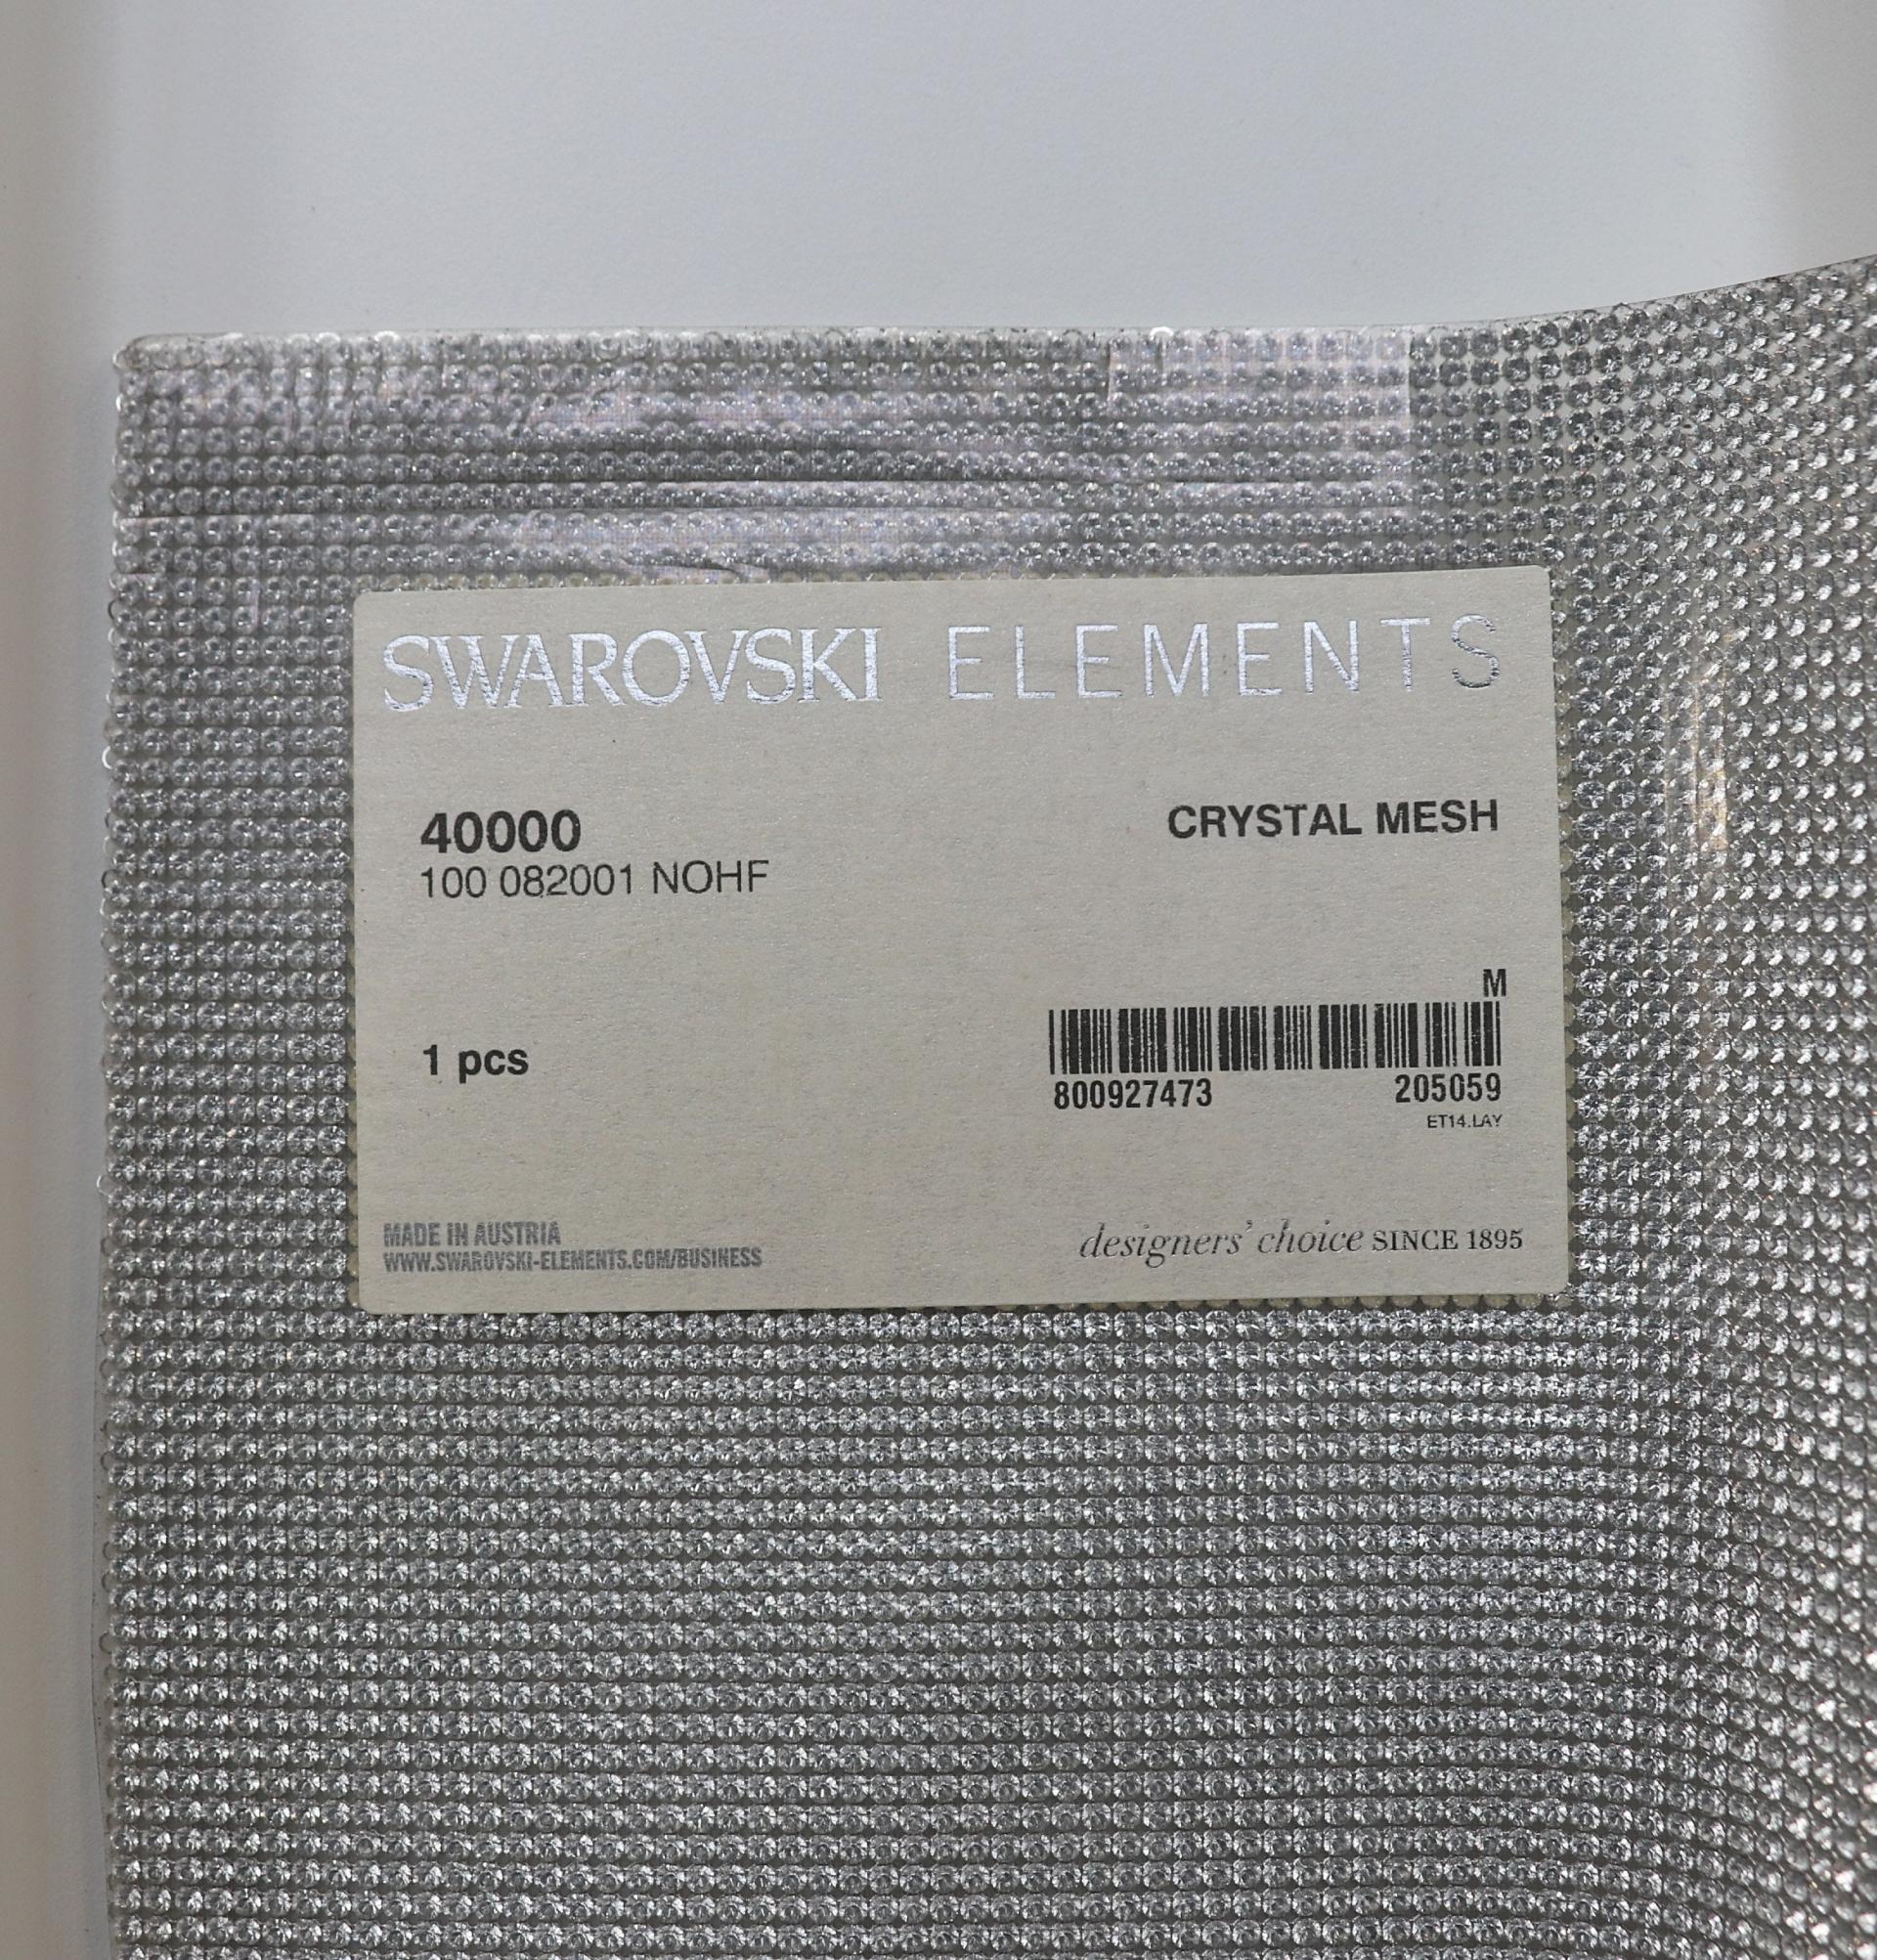 SWAROVSKI ELEMENTS
40000
CRYSTAL MESH
100 082001 NOHF
M
1 pcs
800927473 205059
ET14.LAY
MADE IN AUSTRIA
WWW.SWAROVSKI-ELEMENTS.COM/BUSINESS
designers' choice SINCE 1895